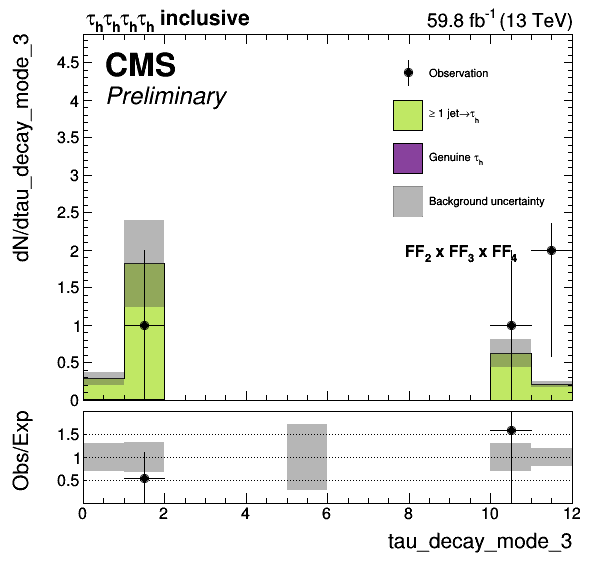 τhτhτhτh inclusive 59.8 fb-1 (13 TeV)
CMS
Preliminary
dN/dtau_decay_mode_3
4.5
4
3.5
3
2.5
2
1.5
1
0.5
0
Observation
≥ 1 jet→τh
Genuine τh
Background uncertainty
FF2 x FF3 x FF4
Obs/Exp
1.5
1
0.5
0 2 4 6 8 10 12
tau_decay_mode_3